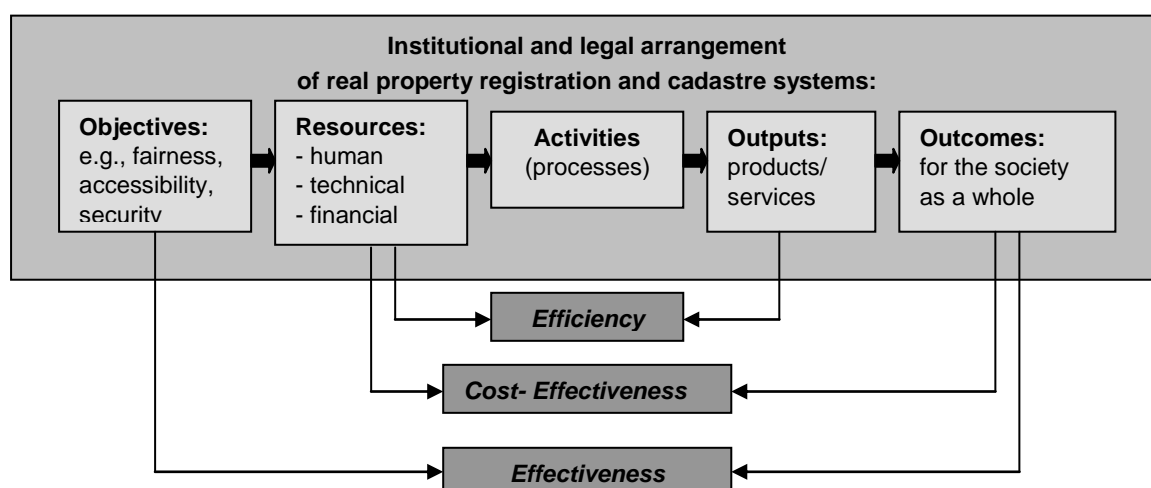 Institutional and legal arrangement
of real property registration and cadastre systems:
Objectives:
e.g., fairness,
accessibility,
security
Resources:
- human
- technical
- financial
Activities
(processes)
Outputs:
products/
services
Outcomes:
for the society
as a whole
Efficiency
Cost- Effectiveness
Effectiveness